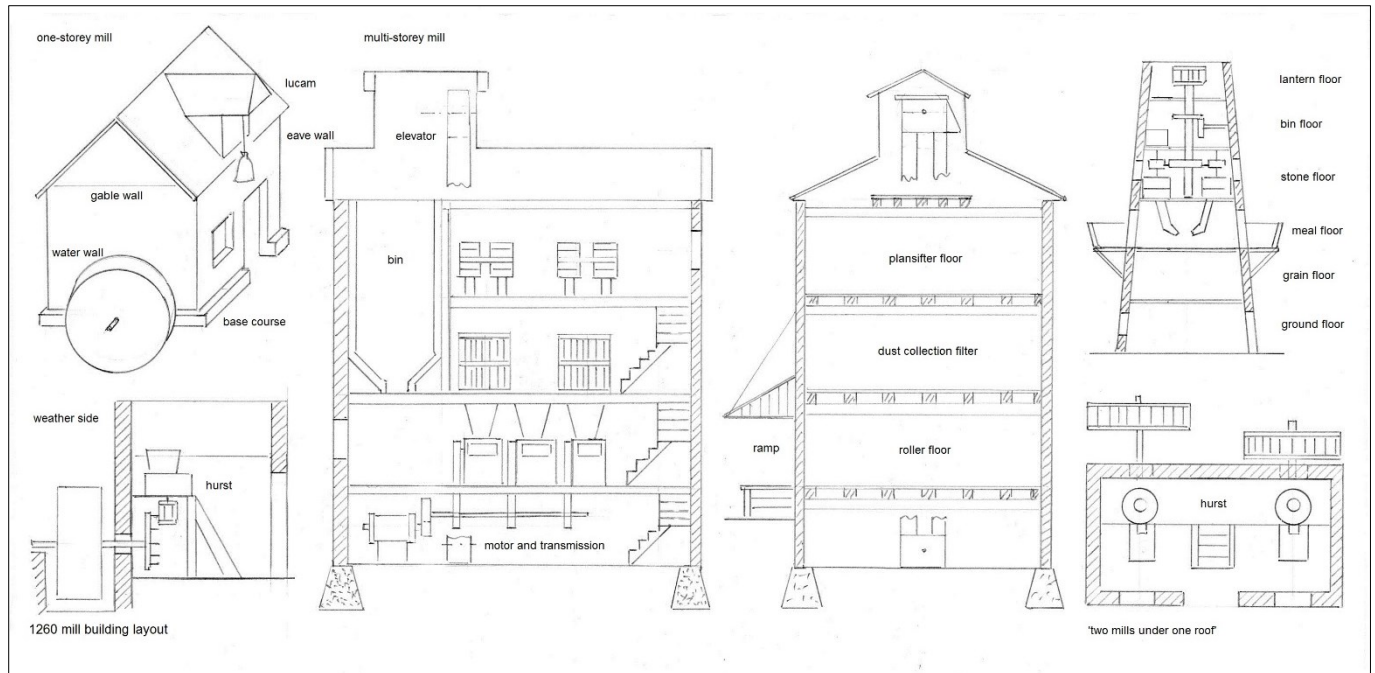 one-storey mill
lucam
eave wall
gable wall
water wall
base course
weather side
hurst
1260 mill building layout
multi-storey mill
elevator
bin
motor and transmission
plansifter floor
dust collection filter
ramp
roller floor
lantern floor
bin floor
stone floor
meal floor
grain floor
ground floor
hurst
'two mills under one roof'